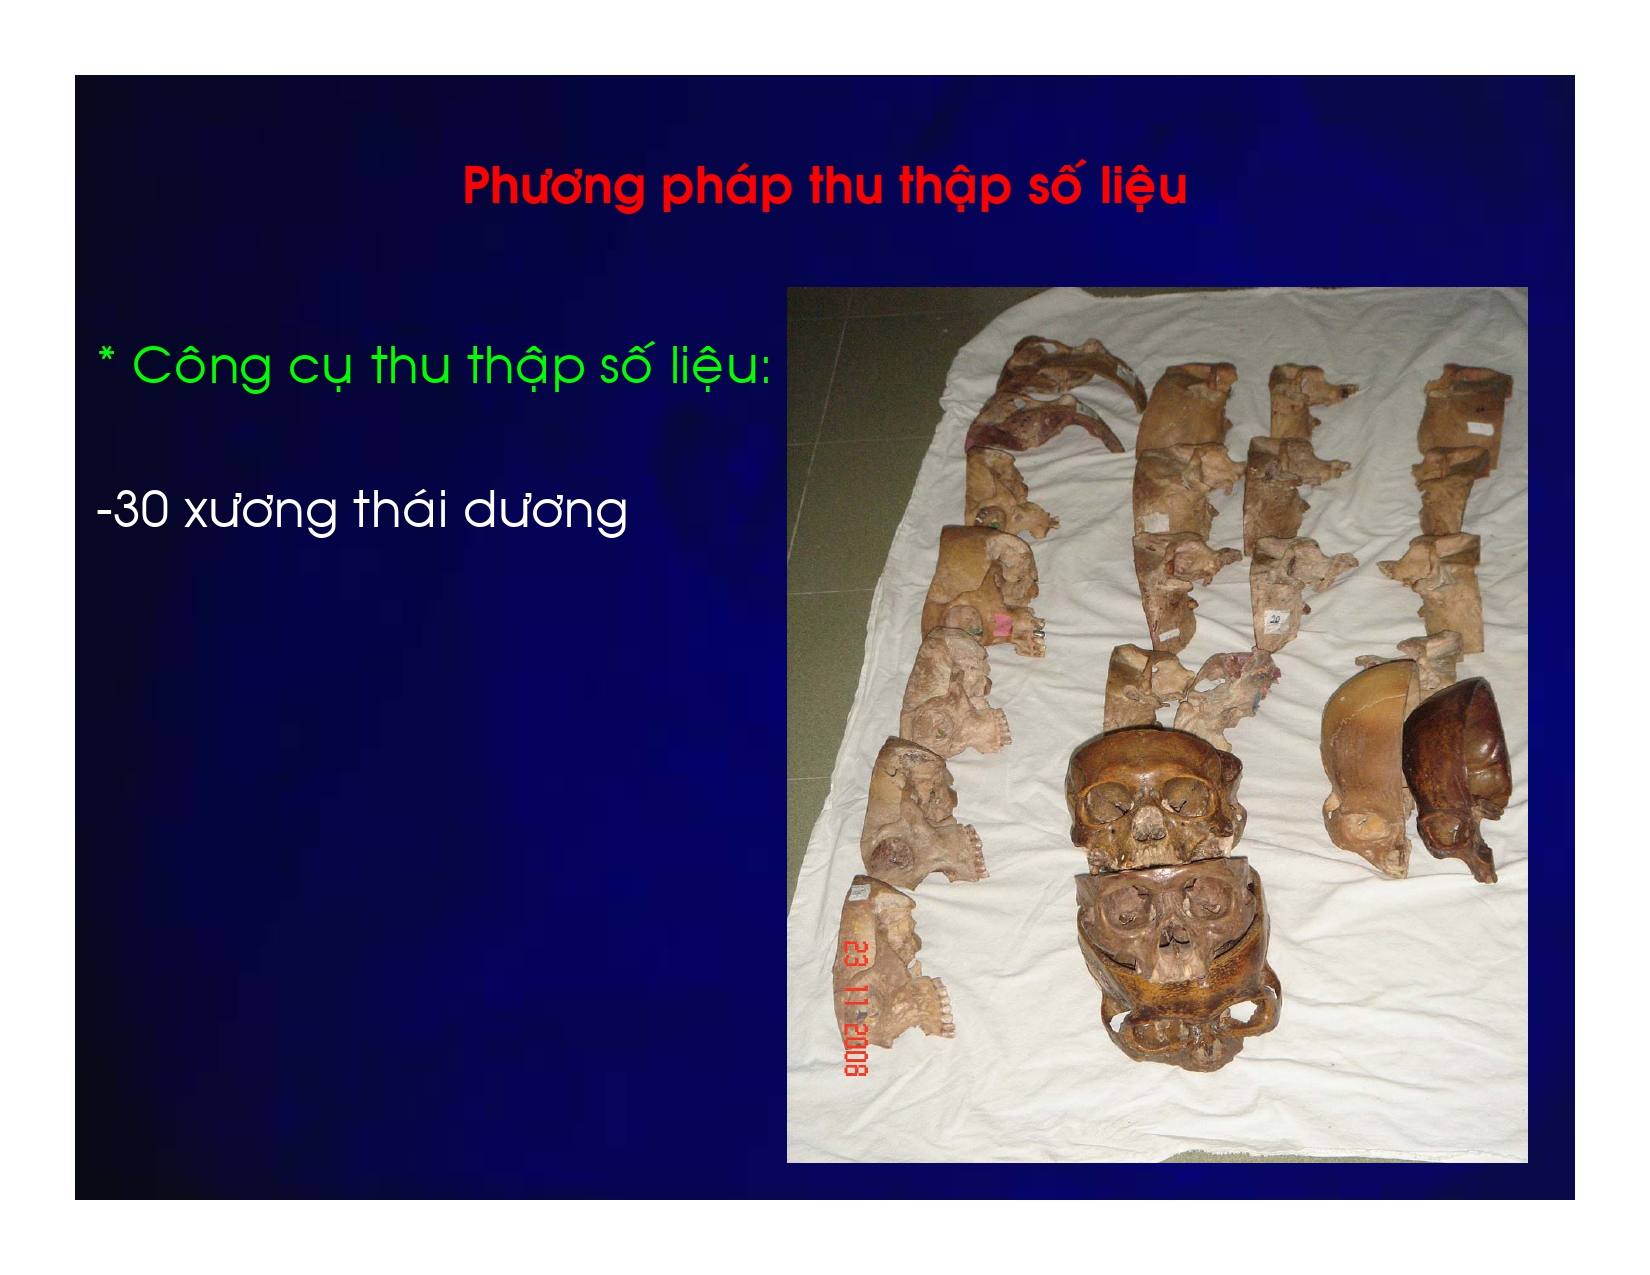 Phương pháp thu thập số liệu
* Công cụ thu thập số liệu:
-30 xương thái dương
20
23 11 2008